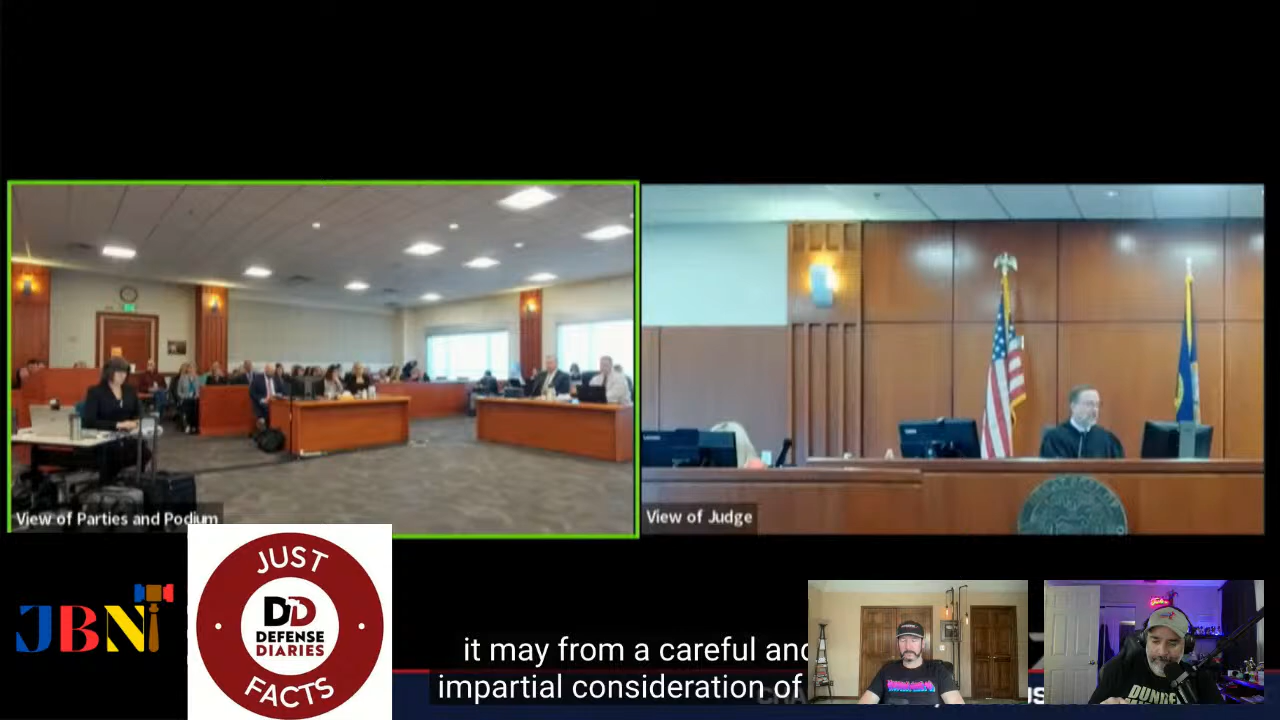 View of Parties and Podium
View of Judge
JBN
JUST
DD
DEFENSE
DIARIES
FACTS
it may from a careful and
impartial consideration of
DUNDE